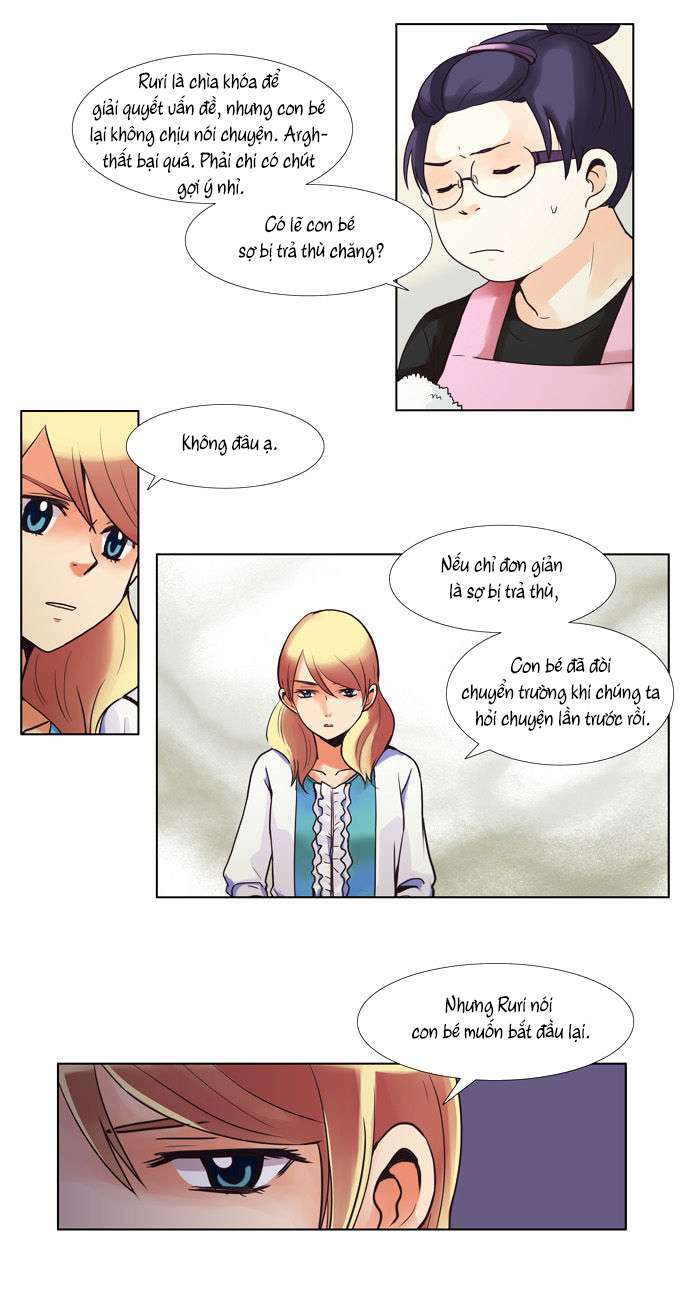 Ruri là chìa khóa để
giải quyết vấn đề, nhưng con bé
lại không chịu nói chuyện. Argh-
thất bại quá. Phải chi có chút
gợi ý nhỉ.
Có lẽ con bé
sợ bị trả thù chăng?
Không đâu ạ.
Nếu chỉ đơn giản
là sợ bị trả thù,
Con bé đã đòi
chuyển trường khi chúng ta
hỏi chuyện lần trước rồi.
Nhưng Ruri nói
con bé muốn bắt đầu lại.